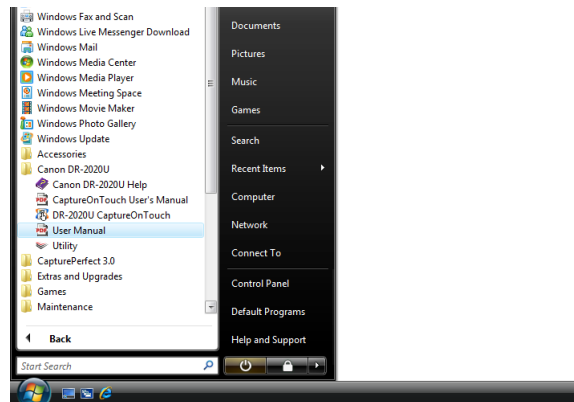 Windows Fax and Scan
Windows Live Messenger Download
Windows Mail
Windows Media Center
Windows Media Player
Windows Meeting Space
Windows Movie Maker
Windows Photo Gallery
Windows Update
Accessories
Canon DR-2020U
Canon DR-2020U Help
CaptureOnTouch User's Manual
DR-2020U CaptureOnTouch
User Manual
Utility
CapturePerfect 3.0
Extras and Upgrades
Games
Maintenance
Back
Start Search
Documents
Pictures
Music
Games
Search
Recent Items
Computer
Network
Connect To
Control Panel
Default Programs
Help and Support